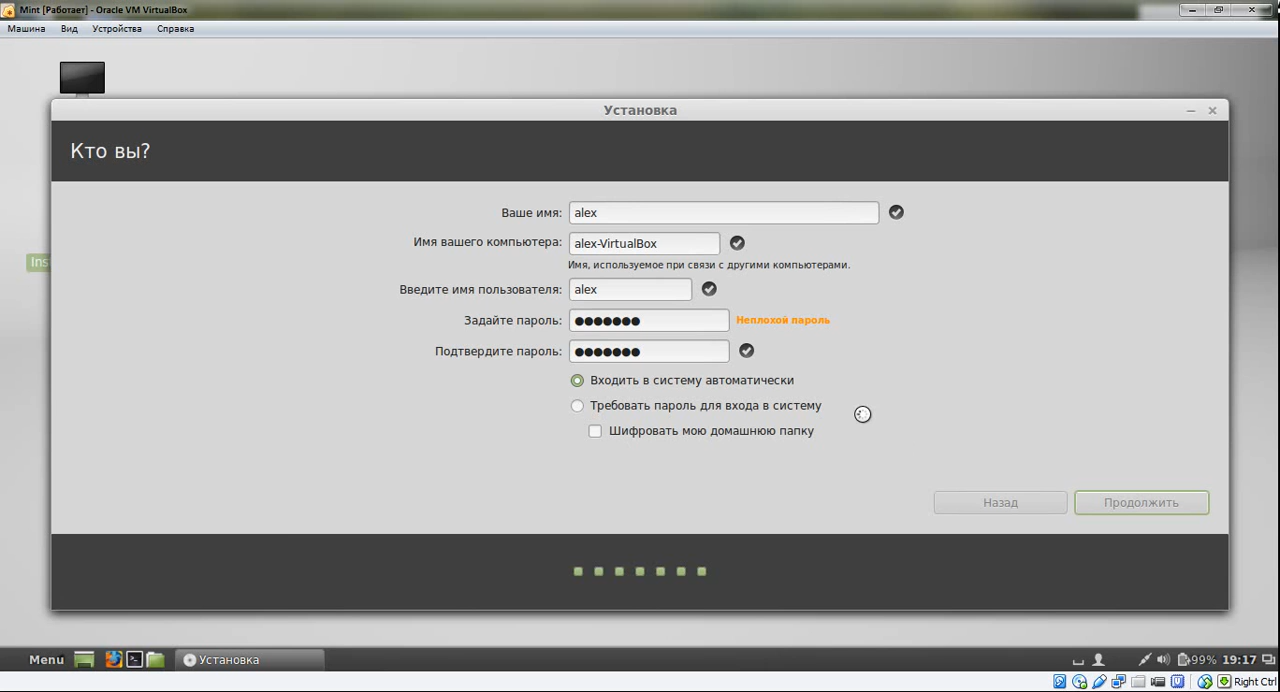 Mint [Работает] - Oracle VM VirtualBox
Машина Вид Устройства Справка
Установка
Кто вы?
Ваше имя: alex
Имя вашего компьютера: alex-VirtualBox
Имя, используемое при связи с другими компьютерами.
Inst
Введите имя пользователя: alex
Задайте пароль: ●●●●●●● Неплохой пароль
Подтвердите пароль: ●●●●●●●
Входить в систему автоматически
Требовать пароль для входа в систему
Шифровать мою домашнюю папку
Назад Продолжить
Menu Установка 99% 19:17
Right Ctrl